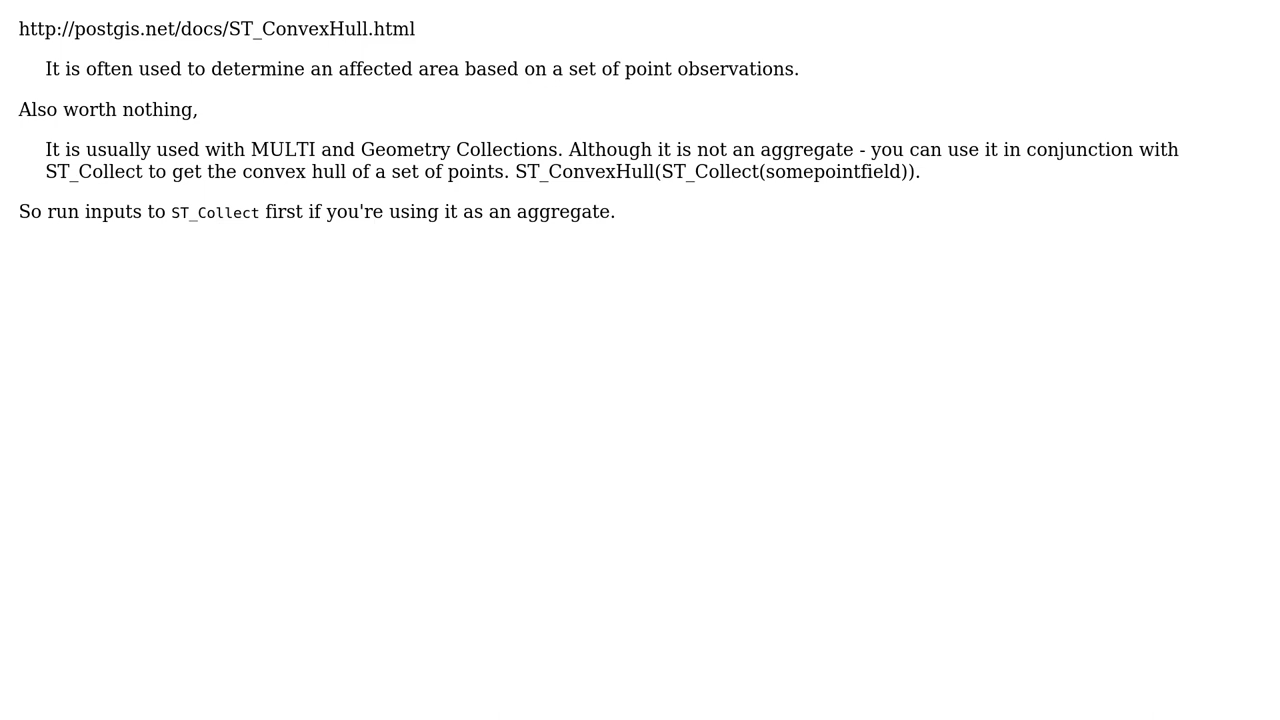 http://postgis.net/docs/ST_ConvexHull.html
It is often used to determine an affected area based on a set of point observations.
Also worth nothing,
It is usually used with MULTI and Geometry Collections. Although it is not an aggregate - you can use it in conjunction with
ST_Collect to get the convex hull of a set of points. ST_ConvexHull(ST_Collect(somepointfield)).
So run inputs to ST_Collect first if you're using it as an aggregate.